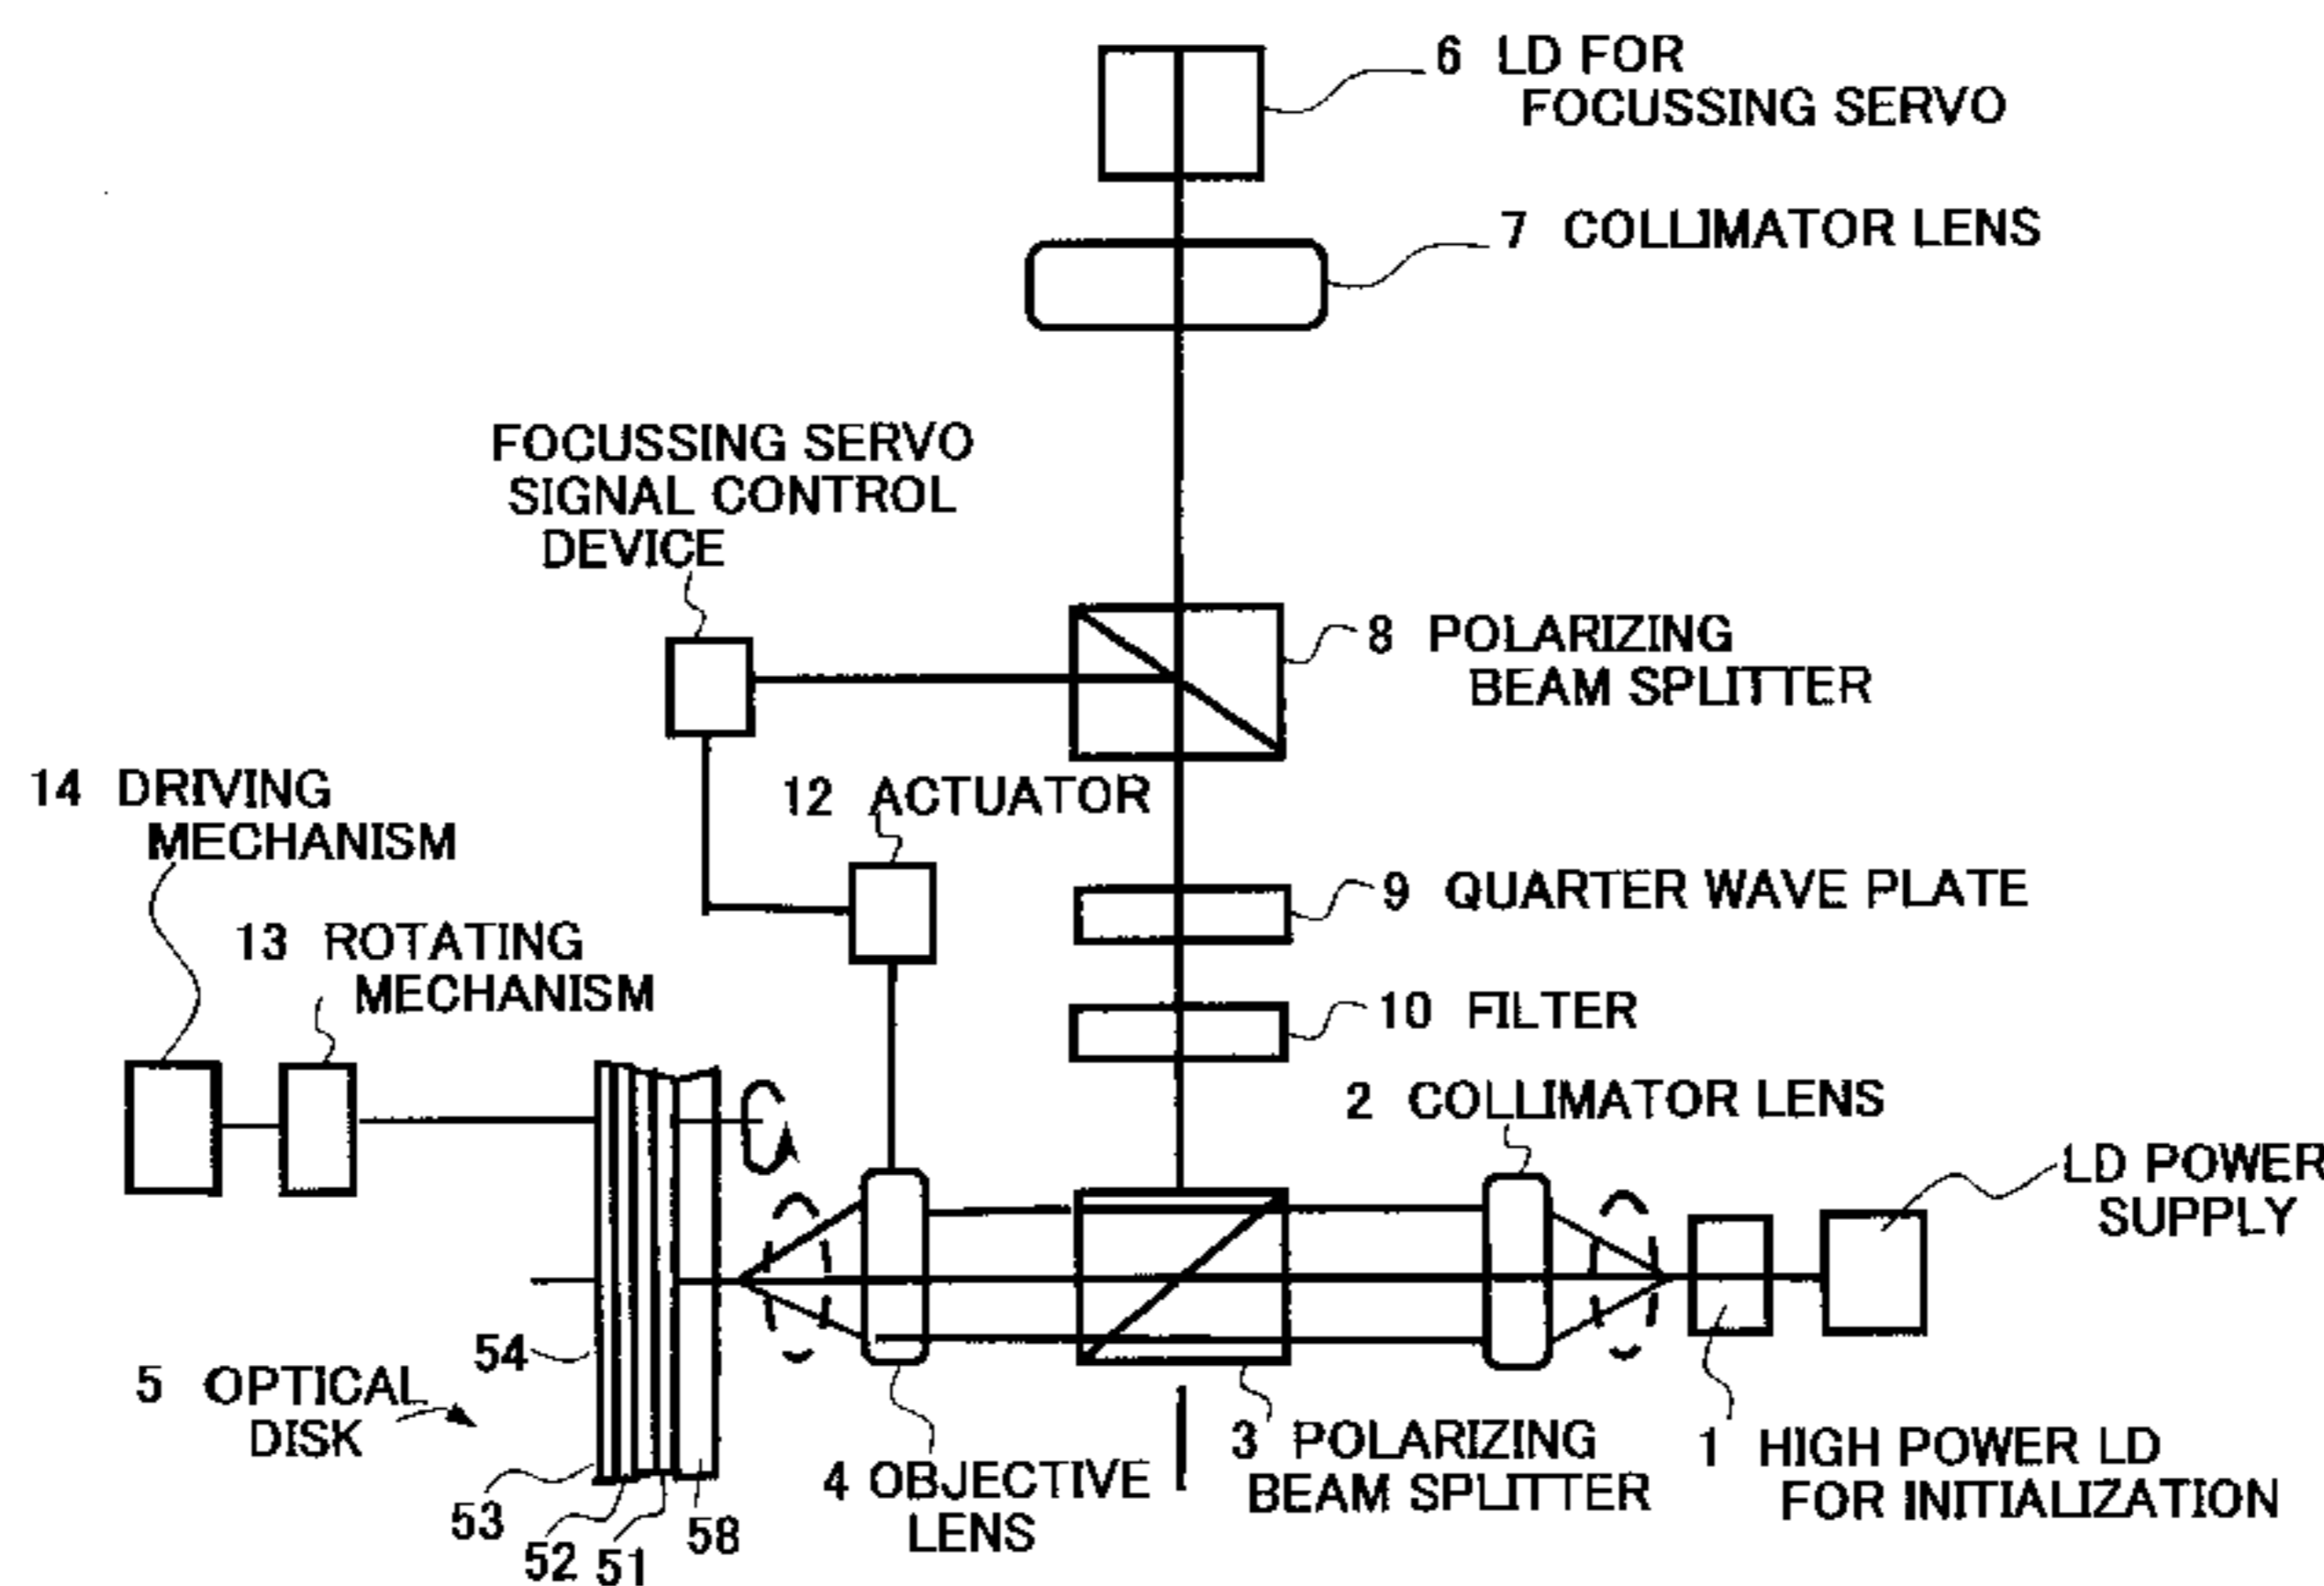 6 LD FOR
FOCUSSING SERVO
7 COLLIMATOR LENS
FOCUSSING SERVO
SIGNAL CONTROL
DEVICE
8 POLARIZING
BEAM SPLITTER
14 DRIVING
MECHANISM
12 ACTUATOR
9 QUARTER WAVE PLATE
13 ROTATING
MECHANISM
10 FILTER
2 COLLIMATOR LENS
LD POWER
SUPPLY
54
5 OPTICAL
DISK
53
52
51
58
4 OBJECTIVE
LENS
3 POLARIZING
BEAM SPLITTER
1 HIGH POWER LD
FOR INITIALIZATION